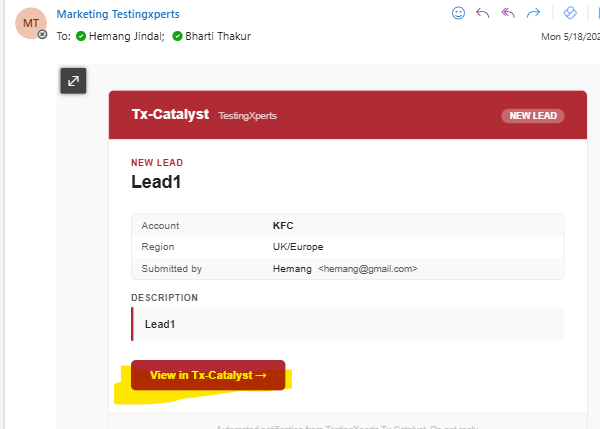 MT
Marketing Testingxperts
To: Hemang Jindal; Bharti Thakur
Mon 5/18/202
Tx-Catalyst TestingXperts NEW LEAD
NEW LEAD
Lead1
Account KFC
Region UK/Europe
Submitted by Hemang <hemang@gmail.com>
DESCRIPTION
Lead1
View in Tx-Catalyst →
Automated notification from TestingXperts Tx-Catalyst. Do not reply